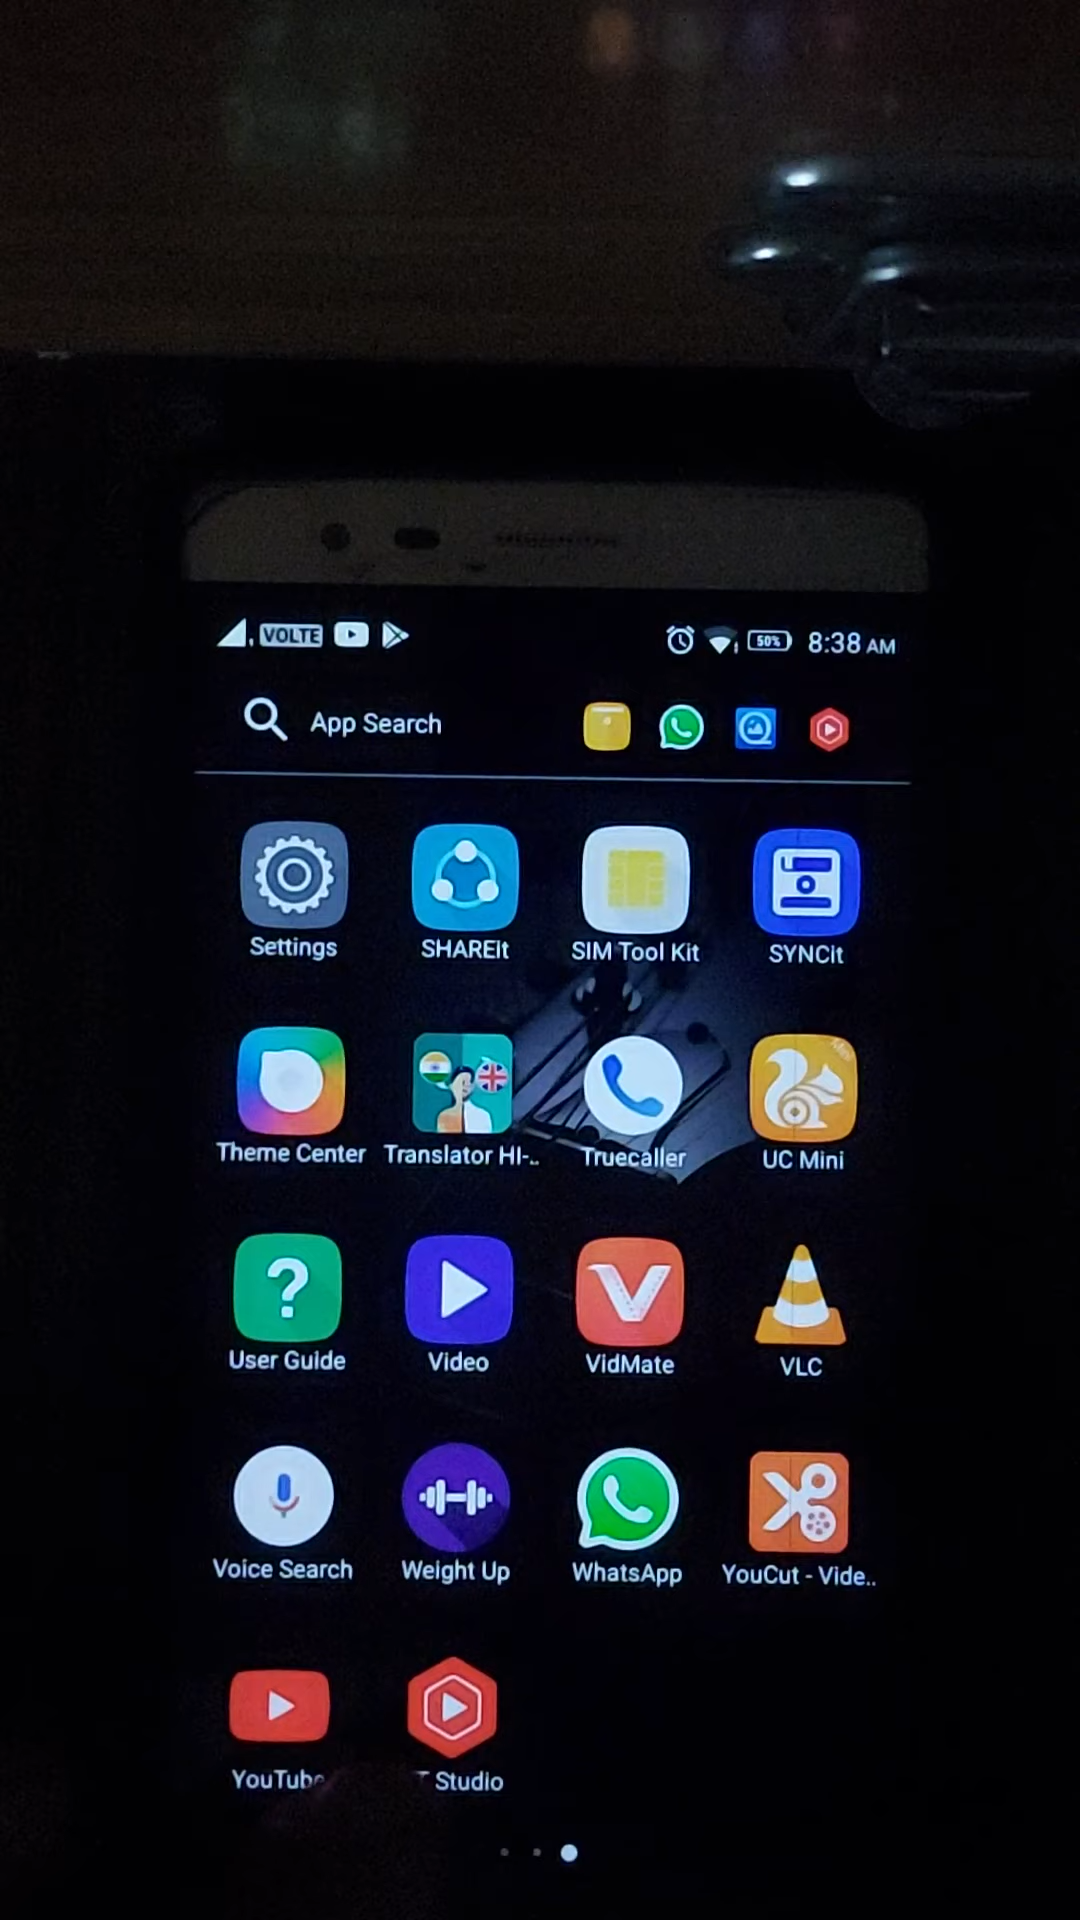 VOLTE 50% 8:38 AM
App Search
Settings SHAREit SIM Tool Kit SYNCit
Theme Center Translator HI-.. Truecaller UC Mini
User Guide Video VidMate VLC
Voice Search Weight Up WhatsApp YouCut - Vide..
YouTube T Studio